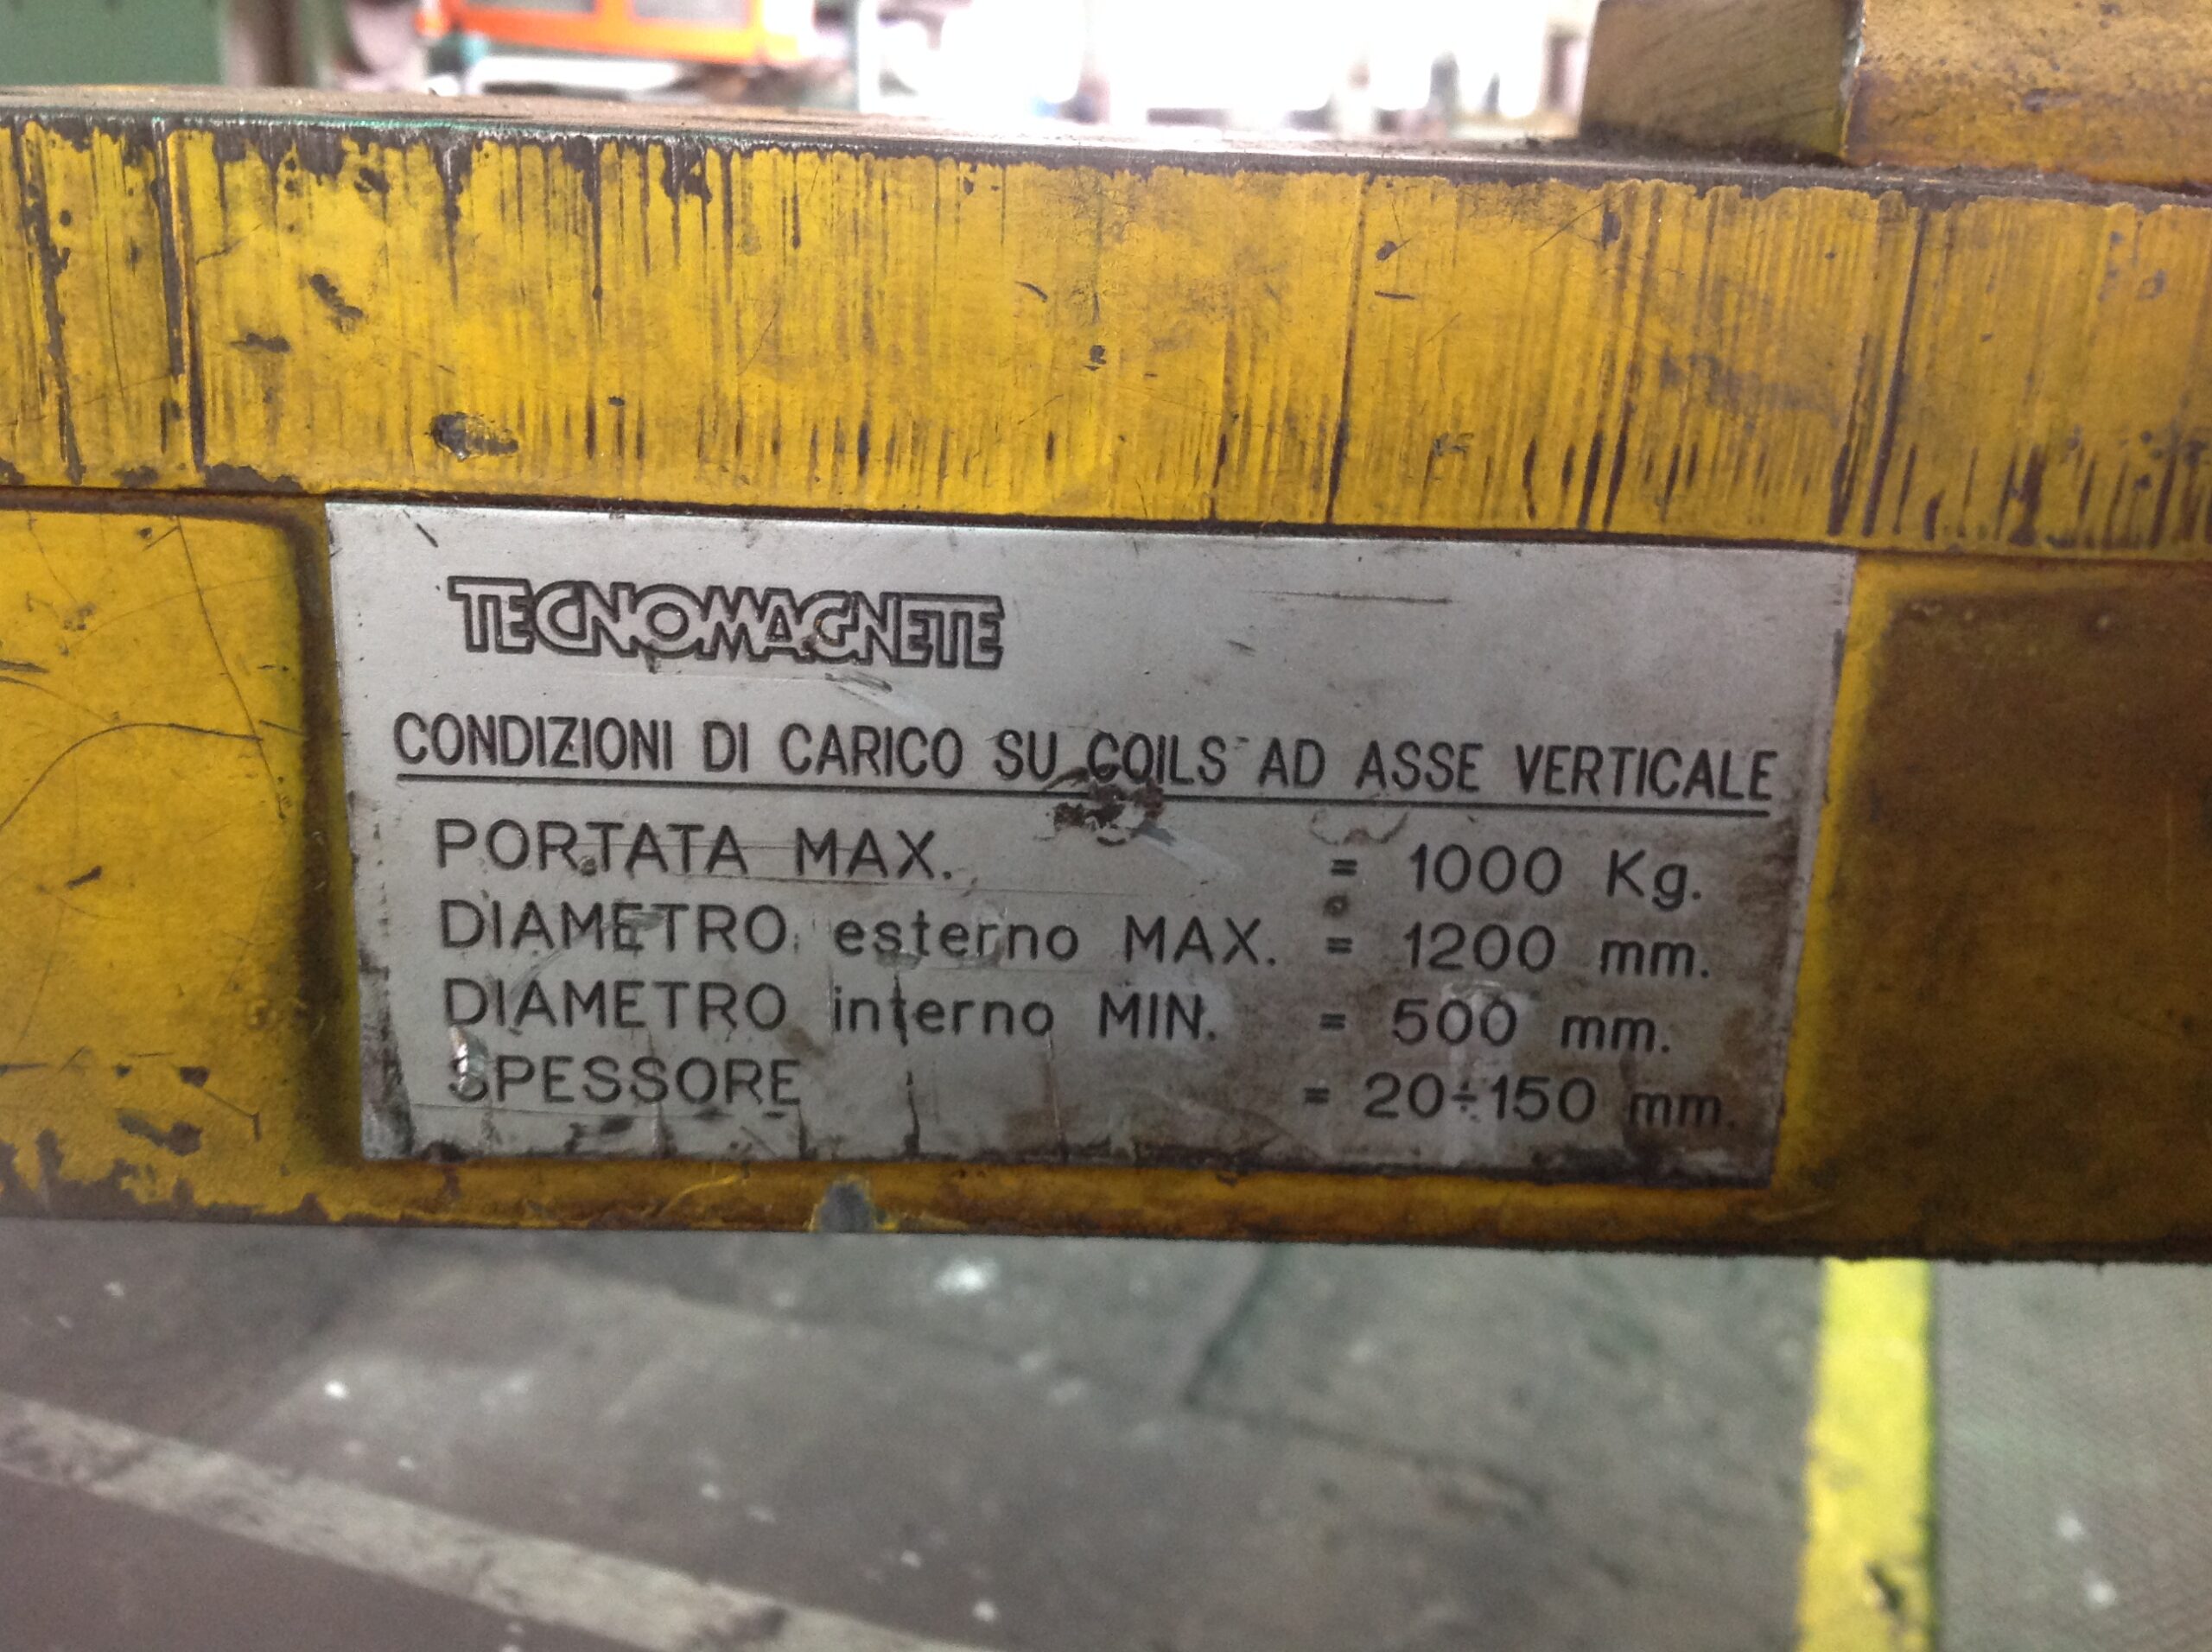 TECNOMAGNETE
CONDIZIONI DI CARICO SU COILS AD ASSE VERTICALE
PORTATA MAX. = 1000 Kg.
DIAMETRO esterno MAX. = 1200 mm.
DIAMETRO interno MIN. = 500 mm.
SPESSORE = 20÷150 mm.